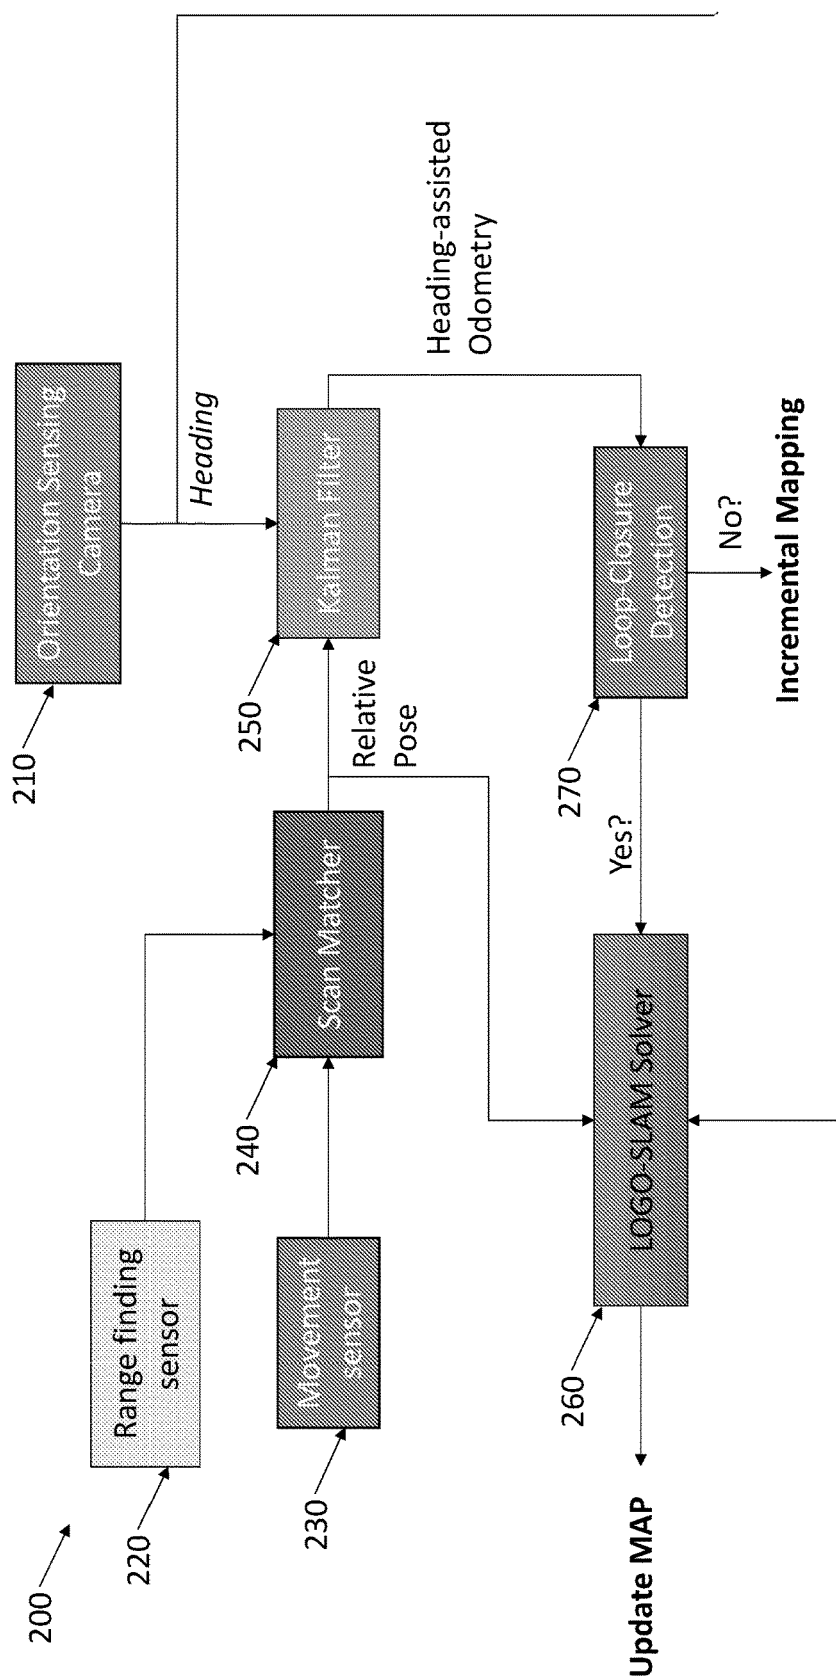 200
220
Range finding
sensor
230
Movement
sensor
240
Scan Matcher
Relative
Pose
210
Orientation Sensing
Camera
Heading
250
Kalman Filter
Heading-assisted
Odometry
Update MAP
260
LOGO-SLAM Solver
Yes?
270
Loop-Closure
Detection
No?
Incremental Mapping